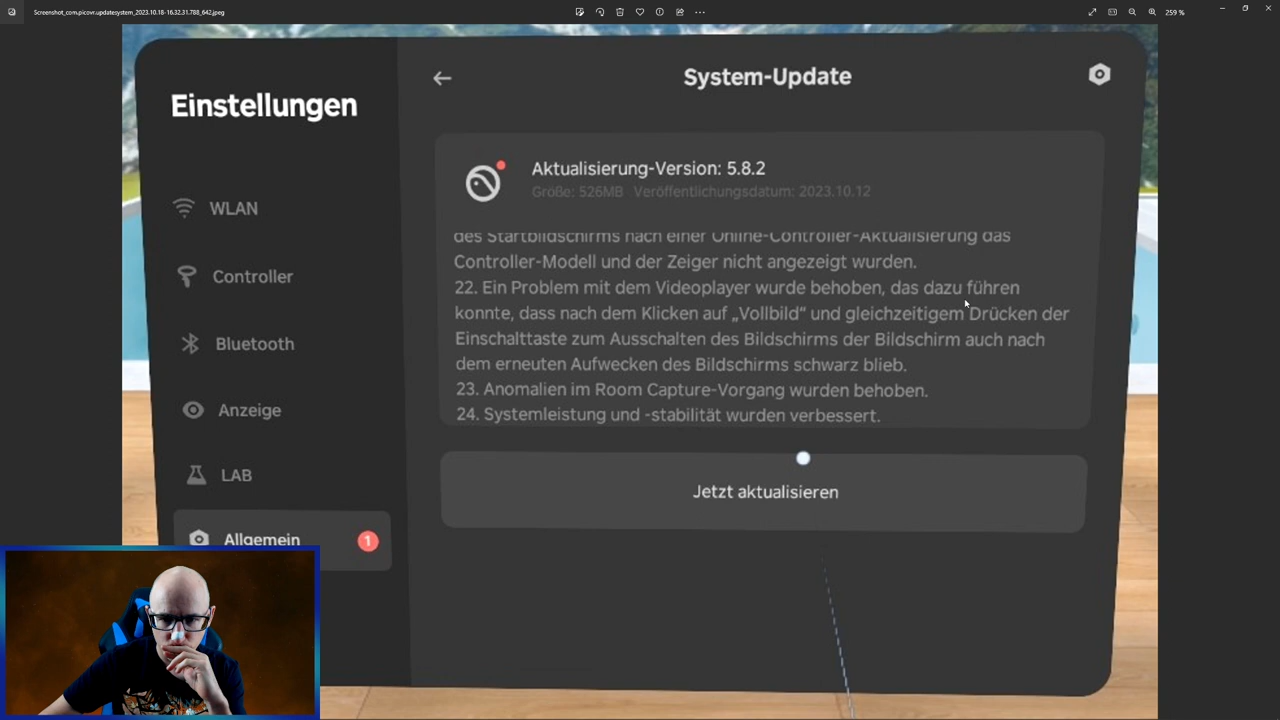 Screenshot_com.picovr.updatesystem_2023.10.18-16.32.31.788_642.jpeg
259 %
Einstellungen
WLAN
Controller
Bluetooth
Anzeige
LAB
Allgemein
1
System-Update
Aktualisierung-Version: 5.8.2
Größe: 526MB Veröffentlichungsdatum: 2023.10.12
des Startbildschirms nach einer Online-Controller-Aktualisierung das
Controller-Modell und der Zeiger nicht angezeigt wurden.
22. Ein Problem mit dem Videoplayer wurde behoben, das dazu führen
konnte, dass nach dem Klicken auf „Vollbild“ und gleichzeitigem Drücken der
Einschalttaste zum Ausschalten des Bildschirms der Bildschirm auch nach
dem erneuten Aufwecken des Bildschirms schwarz blieb.
23. Anomalien im Room Capture-Vorgang wurden behoben.
24. Systemleistung und -stabilität wurden verbessert.
Jetzt aktualisieren